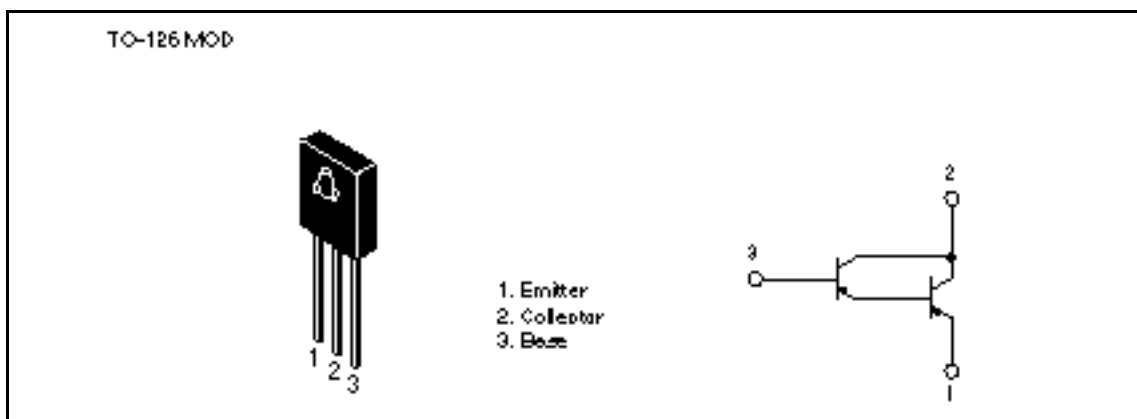 TO-126 MOD
1. Emitter
2. Collector
3. Base
1 2 3
2
3
1